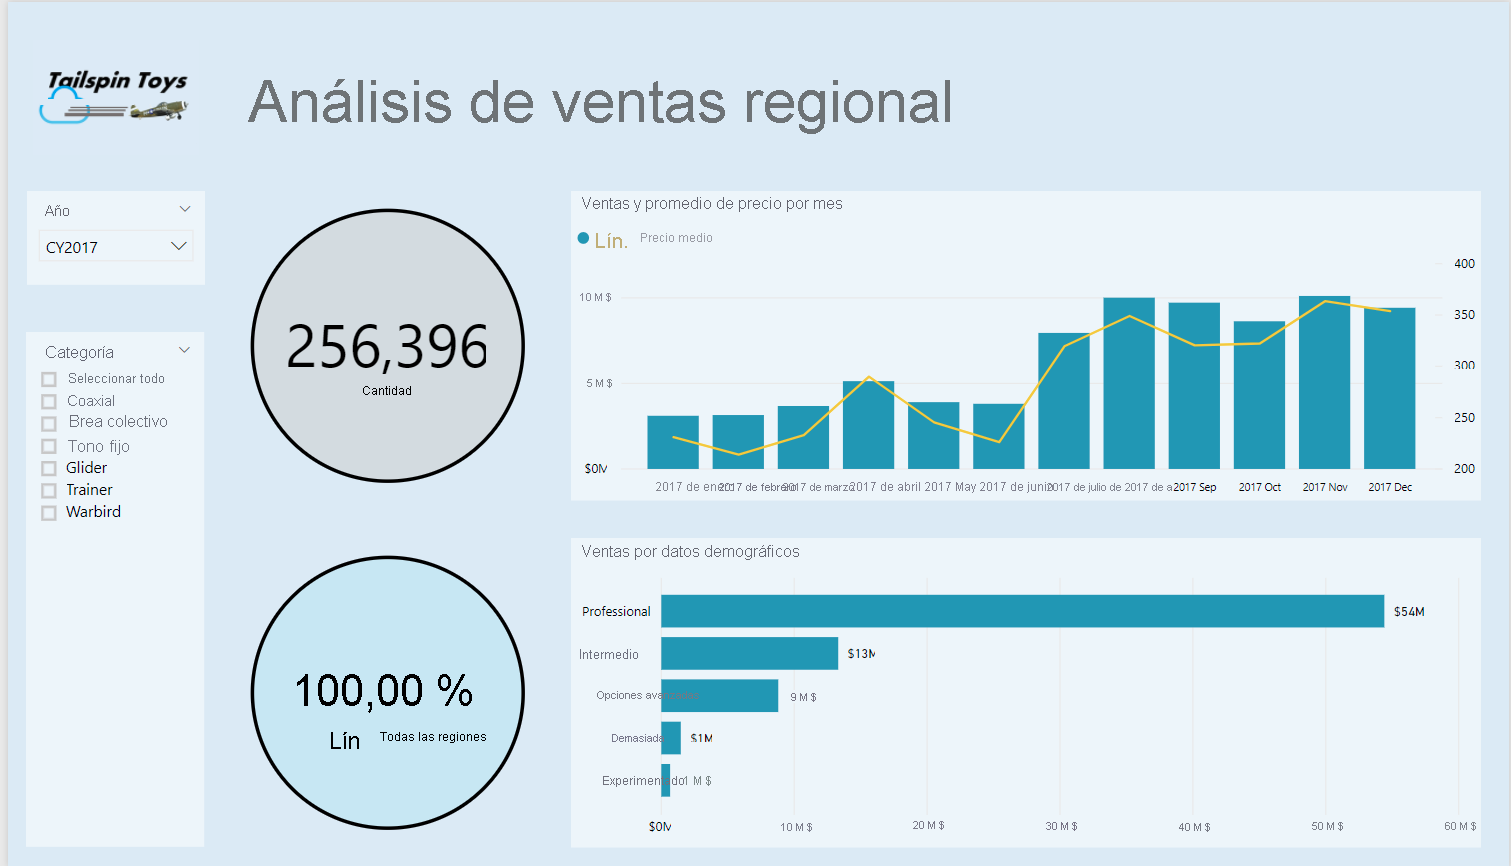 Tailspin Toys
Análisis de ventas regional
Año
CY2017
Categoría
Seleccionar todo
Coaxial
Brea colectivo
Tono fijo
Glider
Trainer
Warbird
256,396
Cantidad
100,00 %
Lín Todas las regiones
Ventas y promedio de precio por mes
Lín. Precio medio
10 M $
5 M $
$0M
400
350
300
250
200
2017 de enero 2017 de febrero 2017 de marzo 2017 de abril 2017 May 2017 de junio 2017 de julio de 2017 de a 2017 Sep 2017 Oct 2017 Nov 2017 Dec
Ventas por datos demográficos
Professional $54M
Intermedio $13M
Opciones 9 M $
Demasiada $1M
Experimentado 1 M $
$0M 10 M $ 20 M $ 30 M $ 40 M $ 50 M $ 60 M $